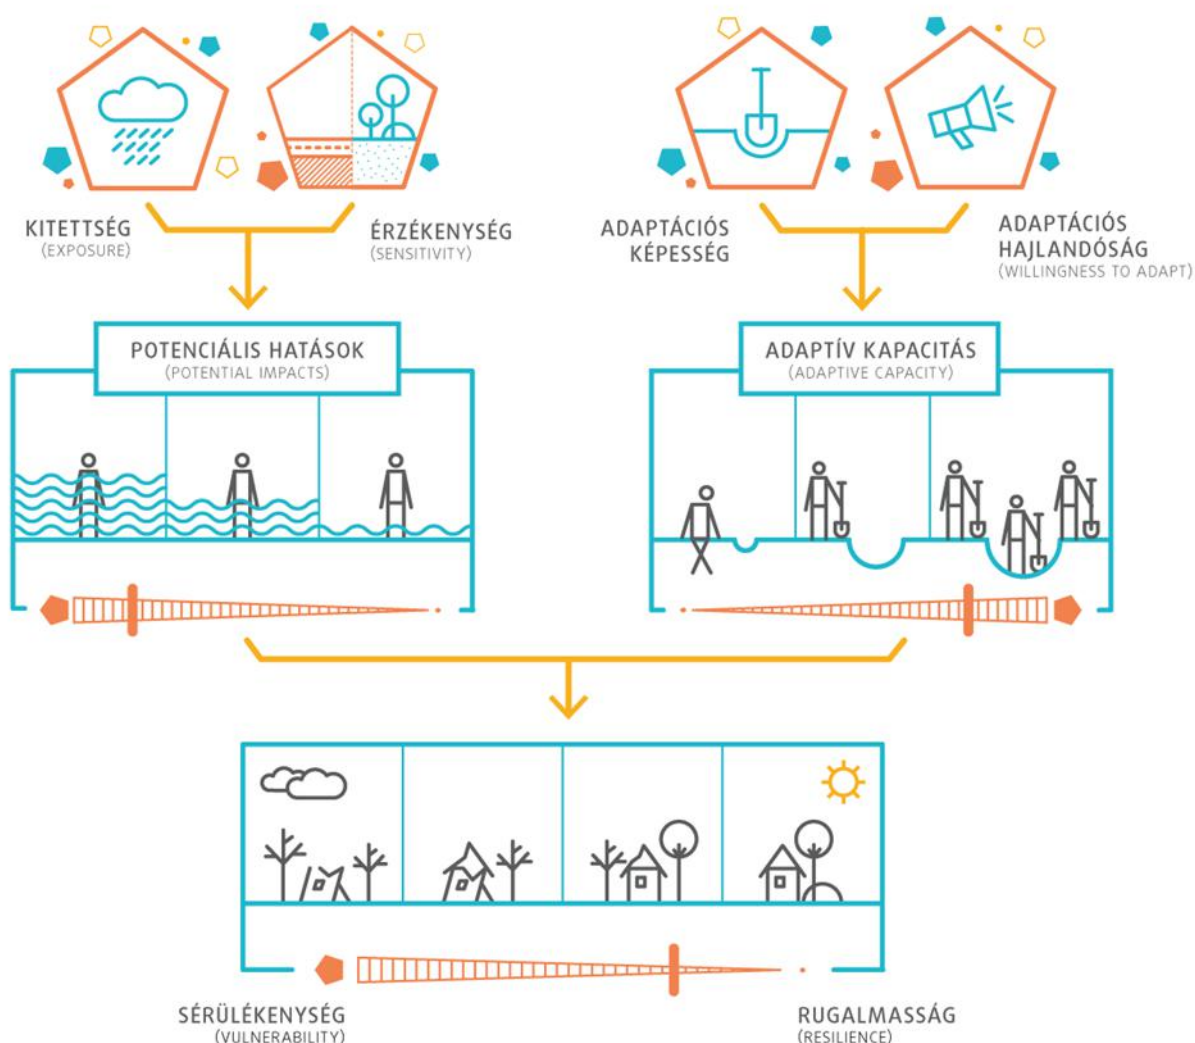 KITETTSÉG
(EXPOSURE)
ÉRZÉKENYSÉG
(SENSITIVITY)
ADAPTÁCIÓS
KÉPESSÉG
ADAPTÁCIÓS
HAJLANDÓSÁG
(WILLINGNESS TO ADAPT)
POTENCIÁLIS HATÁSOK
(POTENTIAL IMPACTS)
ADAPTÍV KAPACITÁS
(ADAPTIVE CAPACITY)
SÉRÜLÉKENYSÉG
(VULNERABILITY)
RUGALMASSÁG
(RESILIENCE)